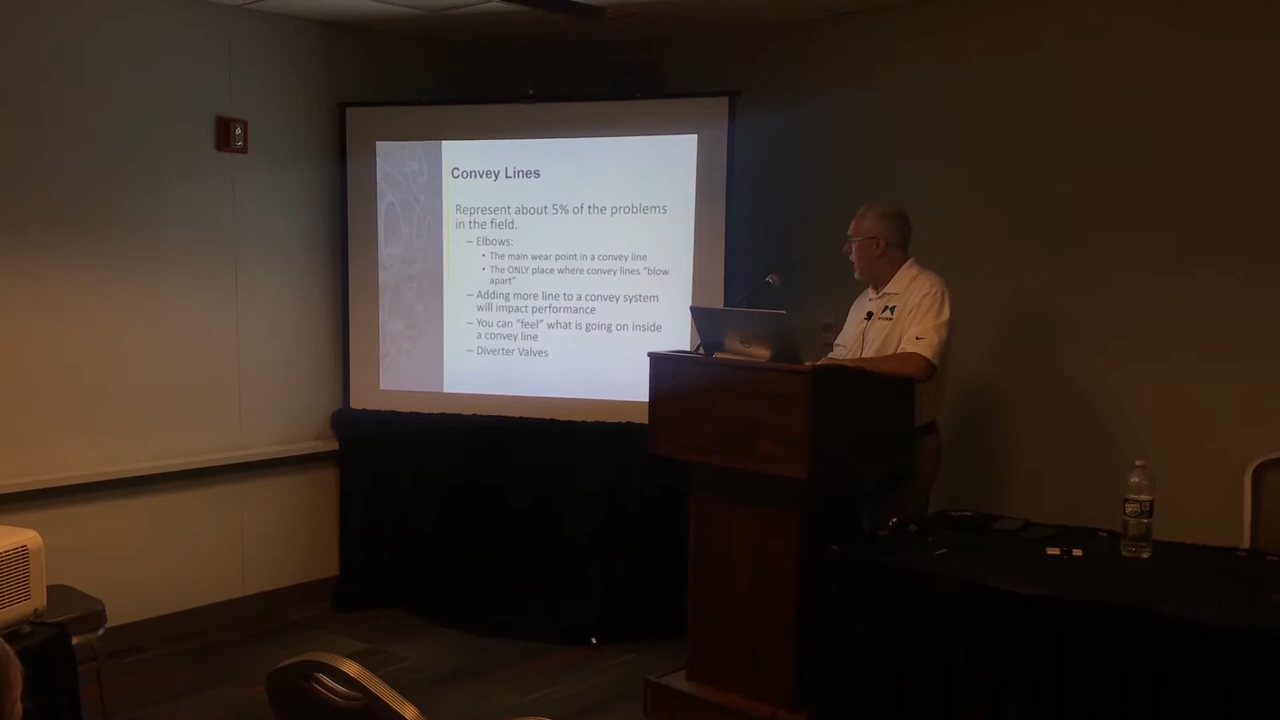 Convey Lines
Represent about 5% of the problems
in the field.
– Elbows:
• The main wear point in a convey line
• The ONLY place where convey lines "blow
apart"
– Adding more line to a convey system
will impact performance
– You can "feel" what is going on inside
a convey line
– Diverter Valves